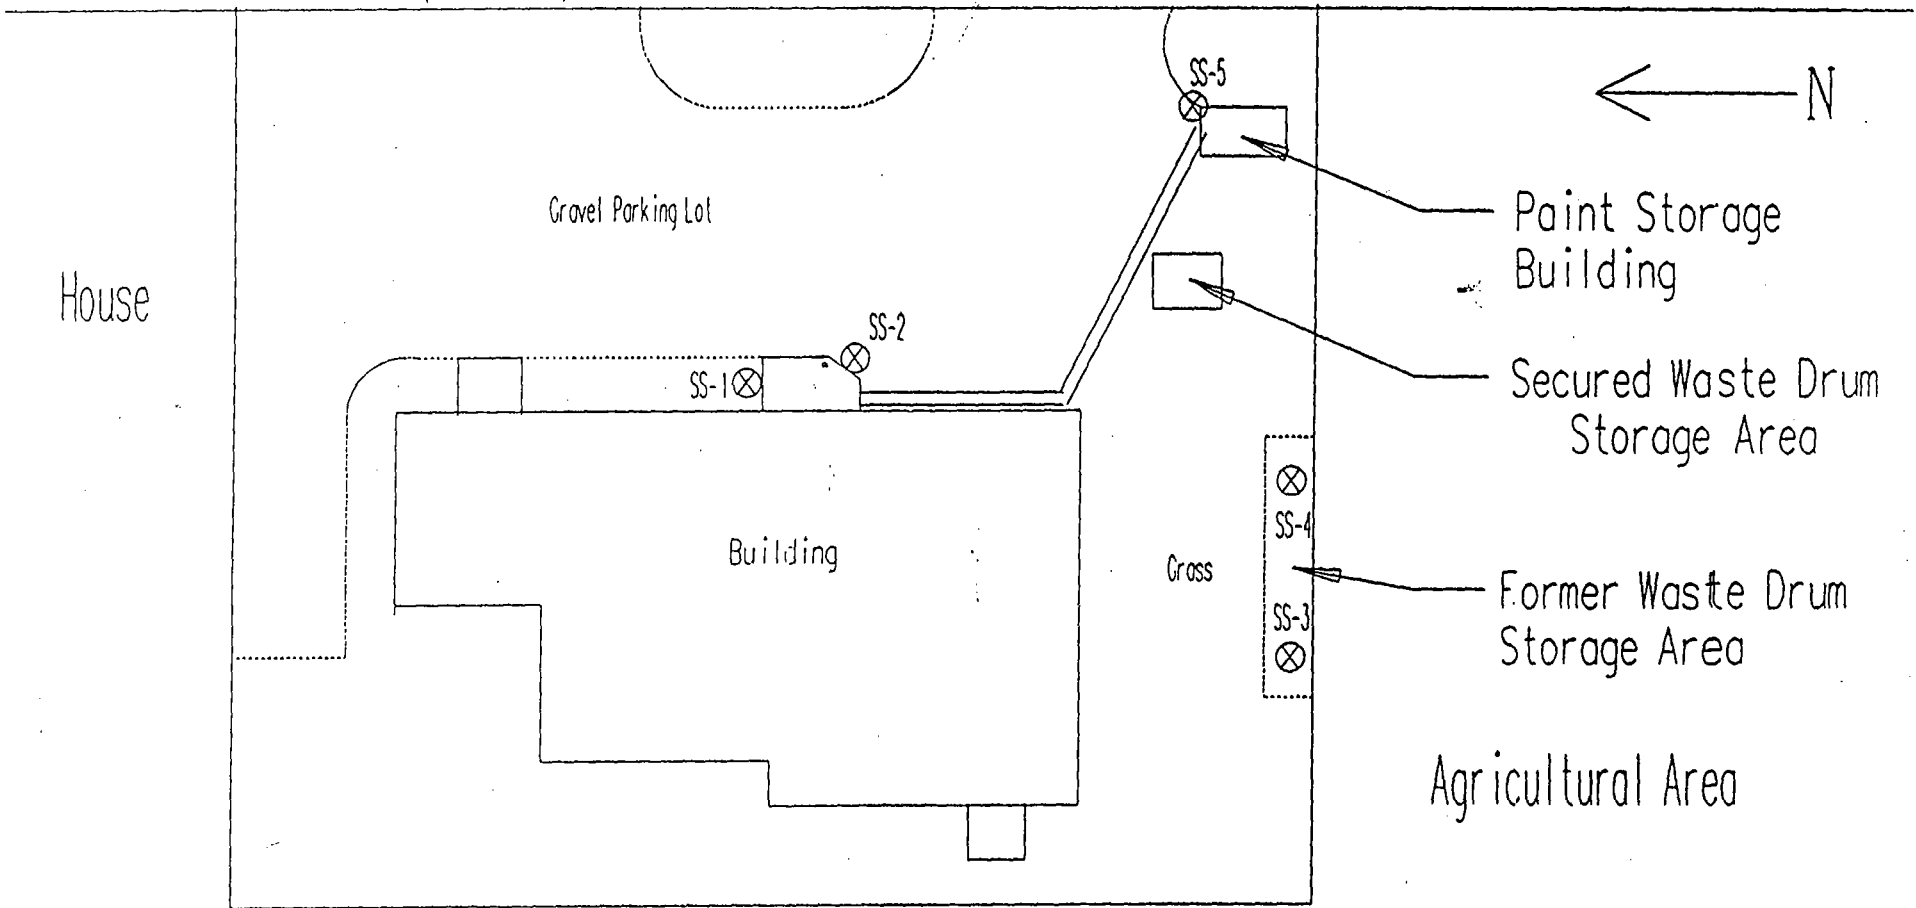 SS-5
N
Gravel Parking Lot
Paint Storage
Building
House
SS-2
SS-1
Secured Waste Drum
Storage Area
SS-4
Building
Grass
Former Waste Drum
Storage Area
SS-3
Agricultural Area